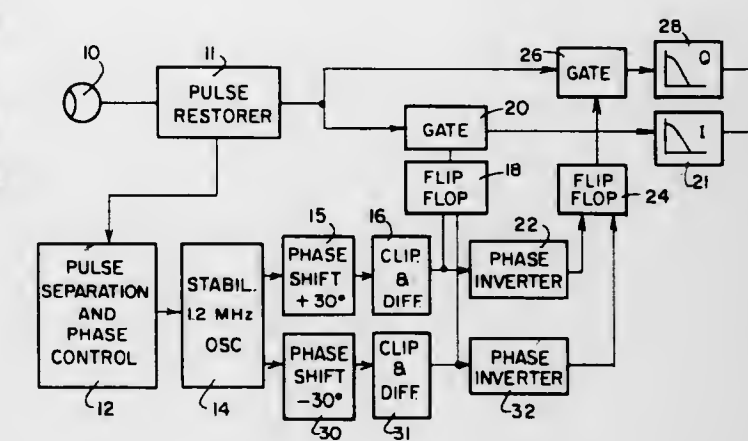 10
11
PULSE
RESTORER
26
GATE
28
Q
20
GATE
I
21
FLIP
FLOP
18
FLIP
FLOP
24
PULSE
SEPARATION
AND
PHASE
CONTROL
12
STABIL.
1.2 MHz
OSC
14
15
PHASE
SHIFT
+30°
16
CLIP
&
DIFF.
22
PHASE
INVERTER
PHASE
SHIFT
-30°
30
CLIP
&
DIFF.
31
PHASE
INVERTER
32